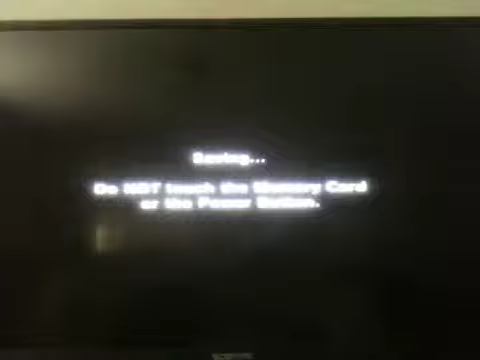 Saving...
Do NOT touch the Memory Card
or the Power Button.